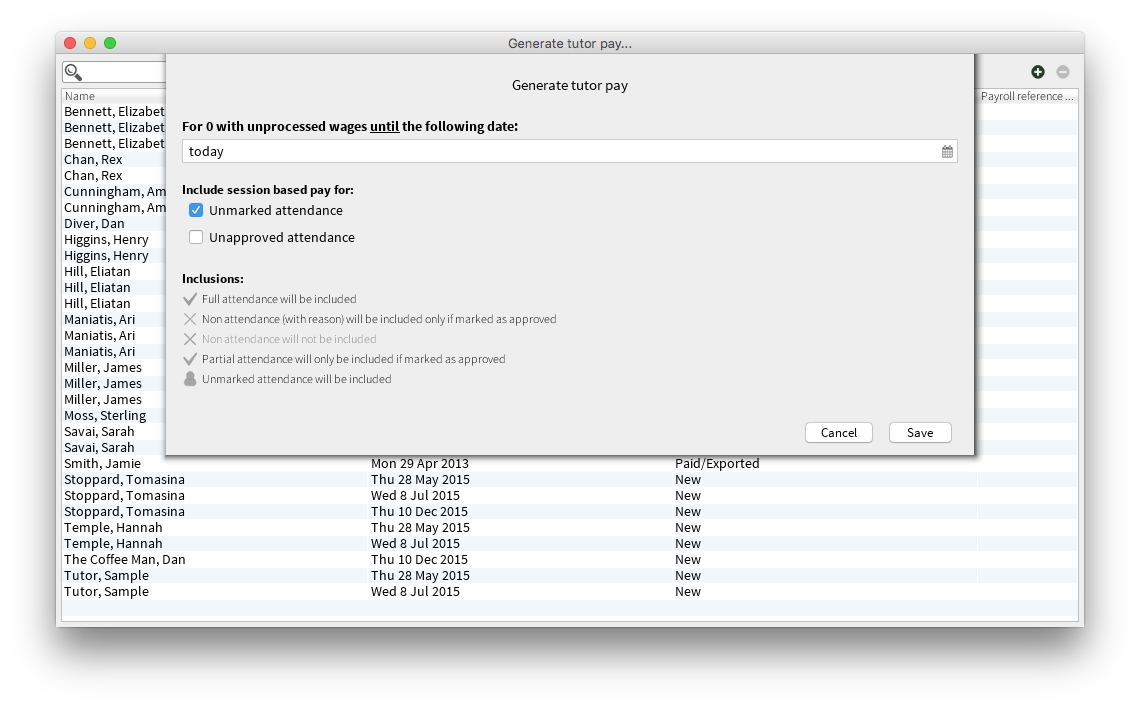 Generate tutor pay...
Generate tutor pay
For 0 with unprocessed wages until the following date:
today
Include session based pay for:
Unmarked attendance
Unapproved attendance
Inclusions:
Full attendance will be included
Non attendance (with reason) will be included only if marked as approved
Non attendance will not be included
Partial attendance will only be included if marked as approved
Unmarked attendance will be included
Cancel Save
Name Payroll reference ...
Bennett, Elizabet
Bennett, Elizabet
Bennett, Elizabet
Chan, Rex
Chan, Rex
Cunningham, Am
Cunningham, Am
Diver, Dan
Higgins, Henry
Higgins, Henry
Hill, Eliatan
Hill, Eliatan
Hill, Eliatan
Maniatis, Ari
Maniatis, Ari
Maniatis, Ari
Miller, James
Miller, James
Miller, James
Moss, Sterling
Savai, Sarah
Savai, Sarah
Smith, Jamie Mon 29 Apr 2013 Paid/Exported
Stoppard, Tomasina Thu 28 May 2015 New
Stoppard, Tomasina Wed 8 Jul 2015 New
Stoppard, Tomasina Thu 10 Dec 2015 New
Temple, Hannah Thu 28 May 2015 New
Temple, Hannah Wed 8 Jul 2015 New
The Coffee Man, Dan Thu 10 Dec 2015 New
Tutor, Sample Thu 28 May 2015 New
Tutor, Sample Wed 8 Jul 2015 New